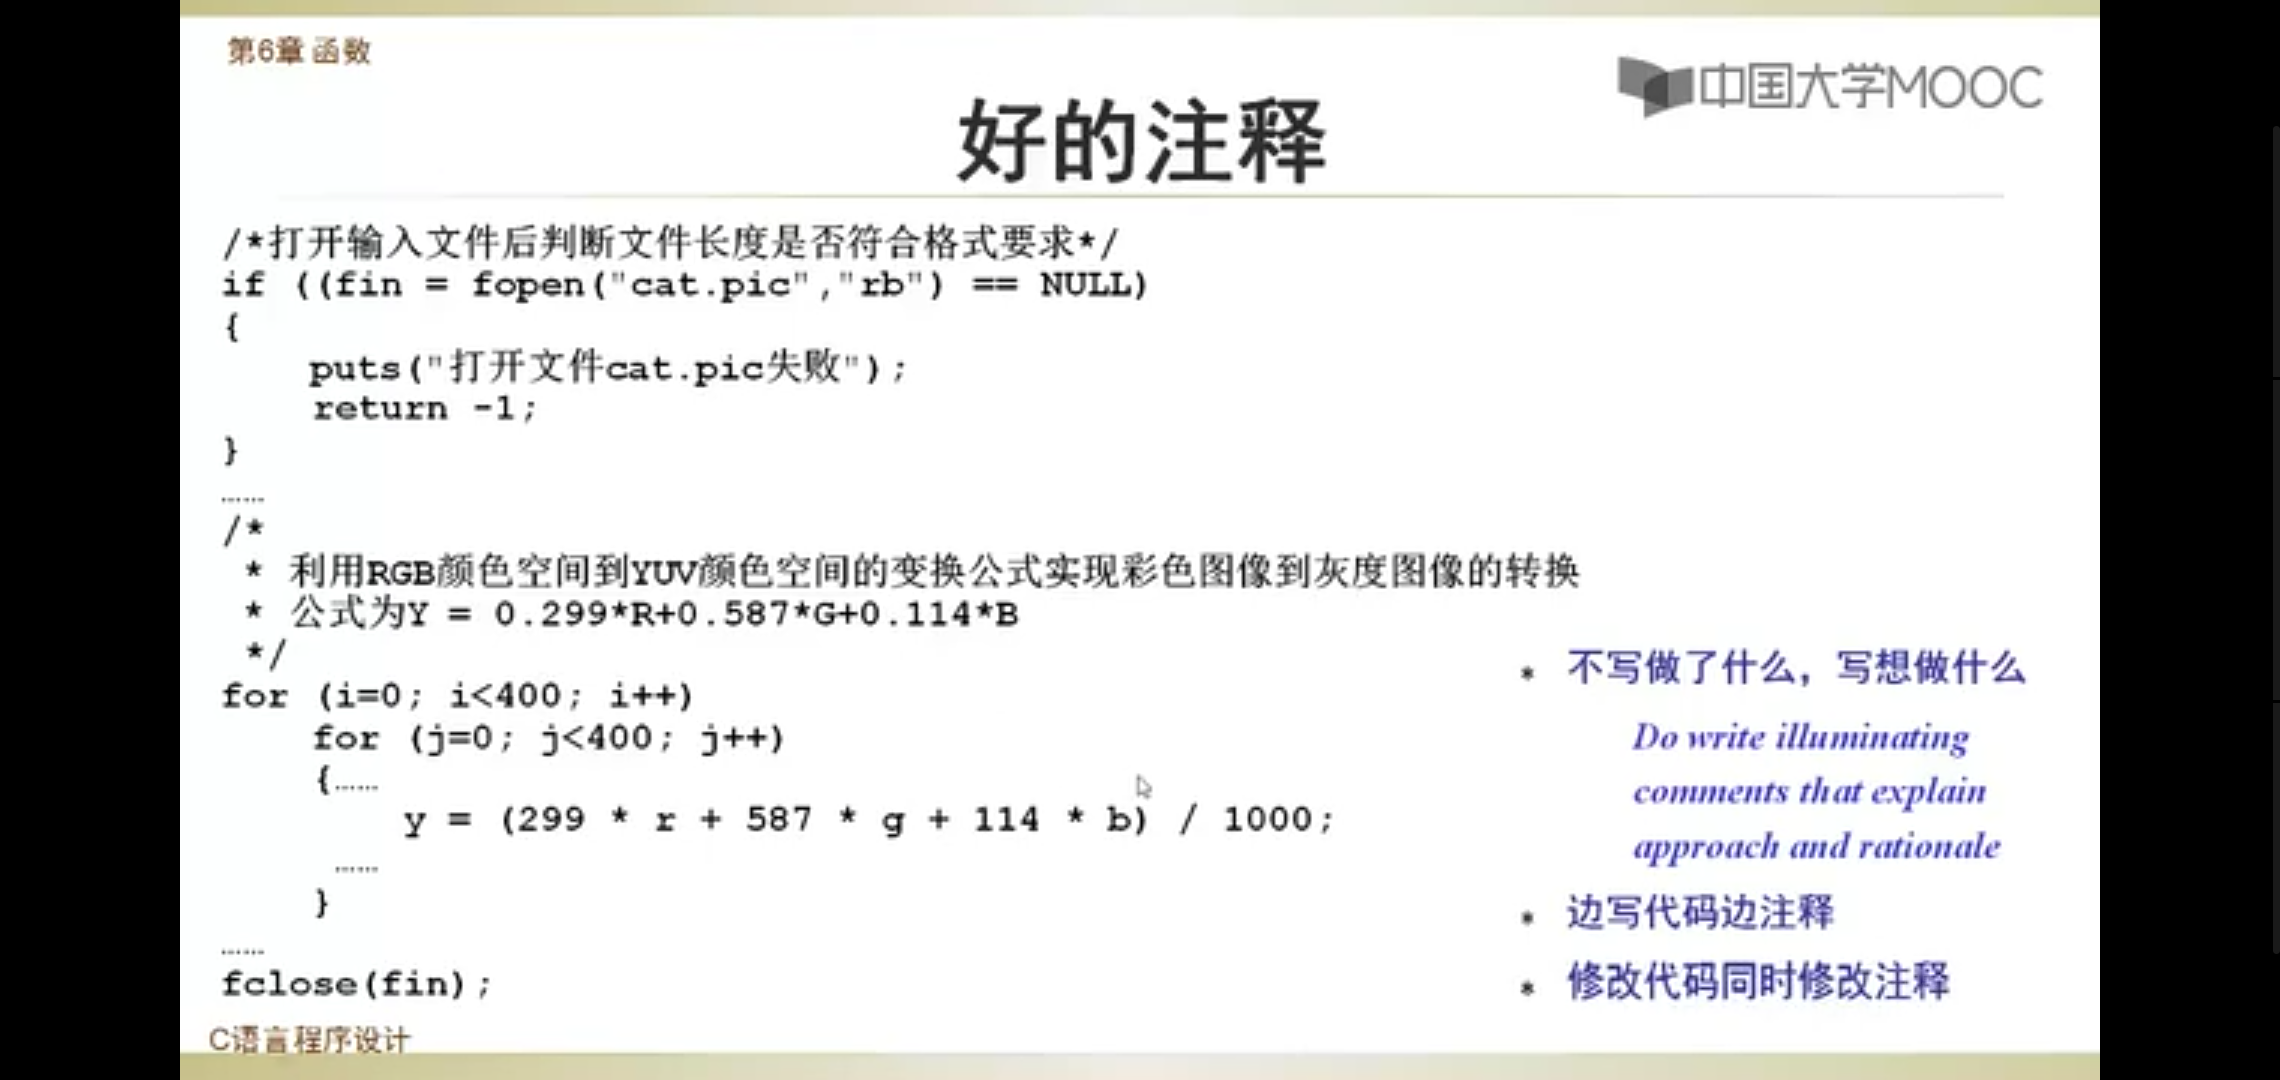 第6章 函数
中国大学MOOC
好的注释
/*打开输入文件后判断文件长度是否符合格式要求*/
if ((fin = fopen("cat.pic","rb") == NULL)
{
    puts("打开文件cat.pic失败");
    return -1;
}
……
/*
 * 利用RGB颜色空间到YUV颜色空间的变换公式实现彩色图像到灰度图像的转换
 * 公式为Y = 0.299*R+0.587*G+0.114*B
 */
for (i=0; i<400; i++)
    for (j=0; j<400; j++)
    {……
        y = (299 * r + 587 * g + 114 * b) / 1000;
     ……
    }
……
fclose(fin);
* 不写做了什么，写想做什么
Do write illuminating
comments that explain
approach and rationale
* 边写代码边注释
* 修改代码同时修改注释
C语言程序设计